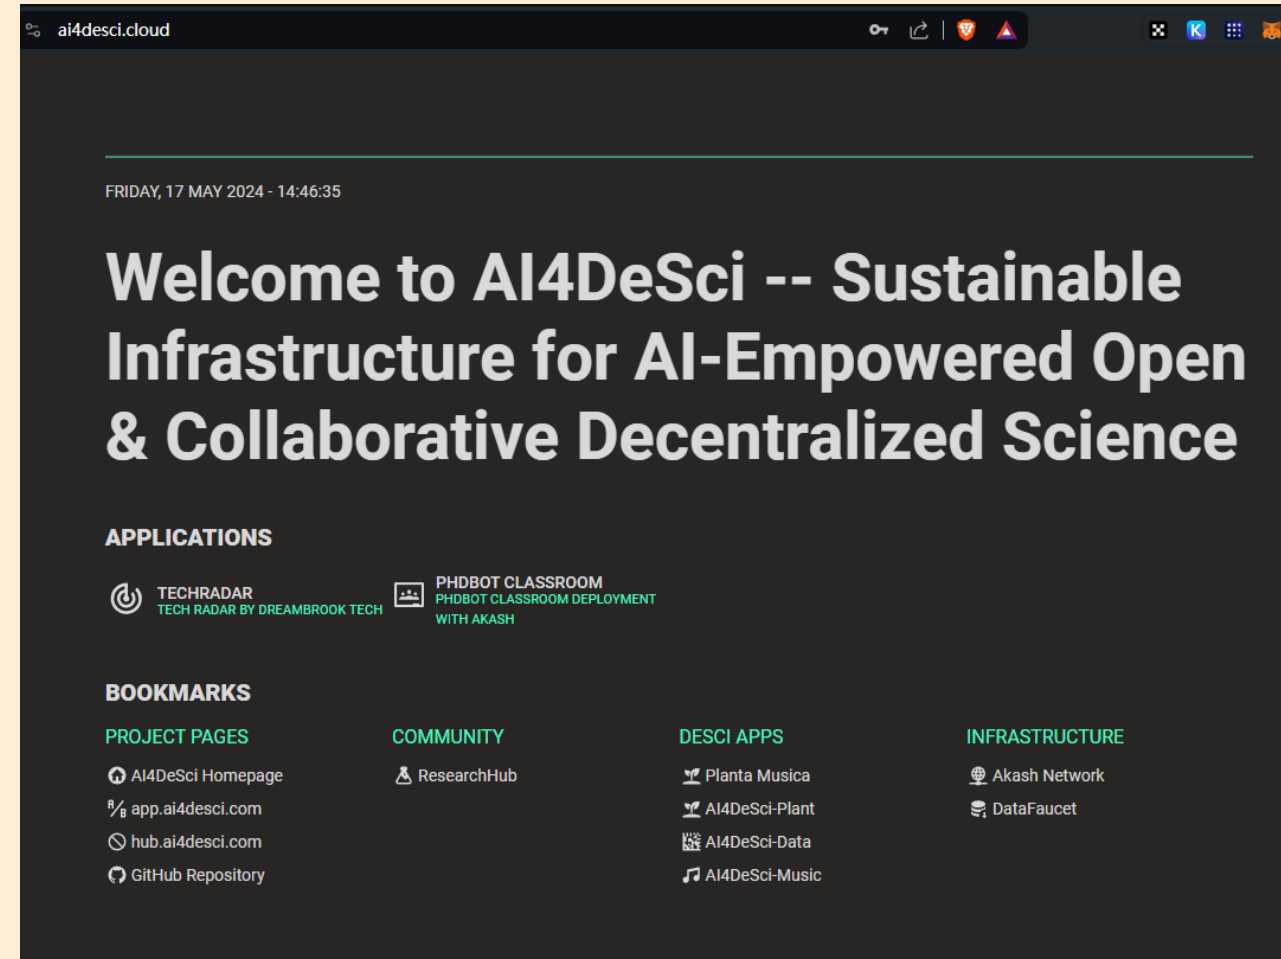 ai4desci.cloud
FRIDAY, 17 MAY 2024 - 14:46:35
Welcome to AI4DeSci -- Sustainable
Infrastructure for AI-Empowered Open
& Collaborative Decentralized Science
APPLICATIONS
TECHRADAR
TECH RADAR BY DREAMBROOK TECH
PHDBOT CLASSROOM
PHDBOT CLASSROOM DEPLOYMENT
WITH AKASH
BOOKMARKS
PROJECT PAGES
AI4DeSci Homepage
app.ai4desci.com
hub.ai4desci.com
GitHub Repository
COMMUNITY
ResearchHub
DESCI APPS
Planta Musica
AI4DeSci-Plant
AI4DeSci-Data
AI4DeSci-Music
INFRASTRUCTURE
Akash Network
DataFaucet